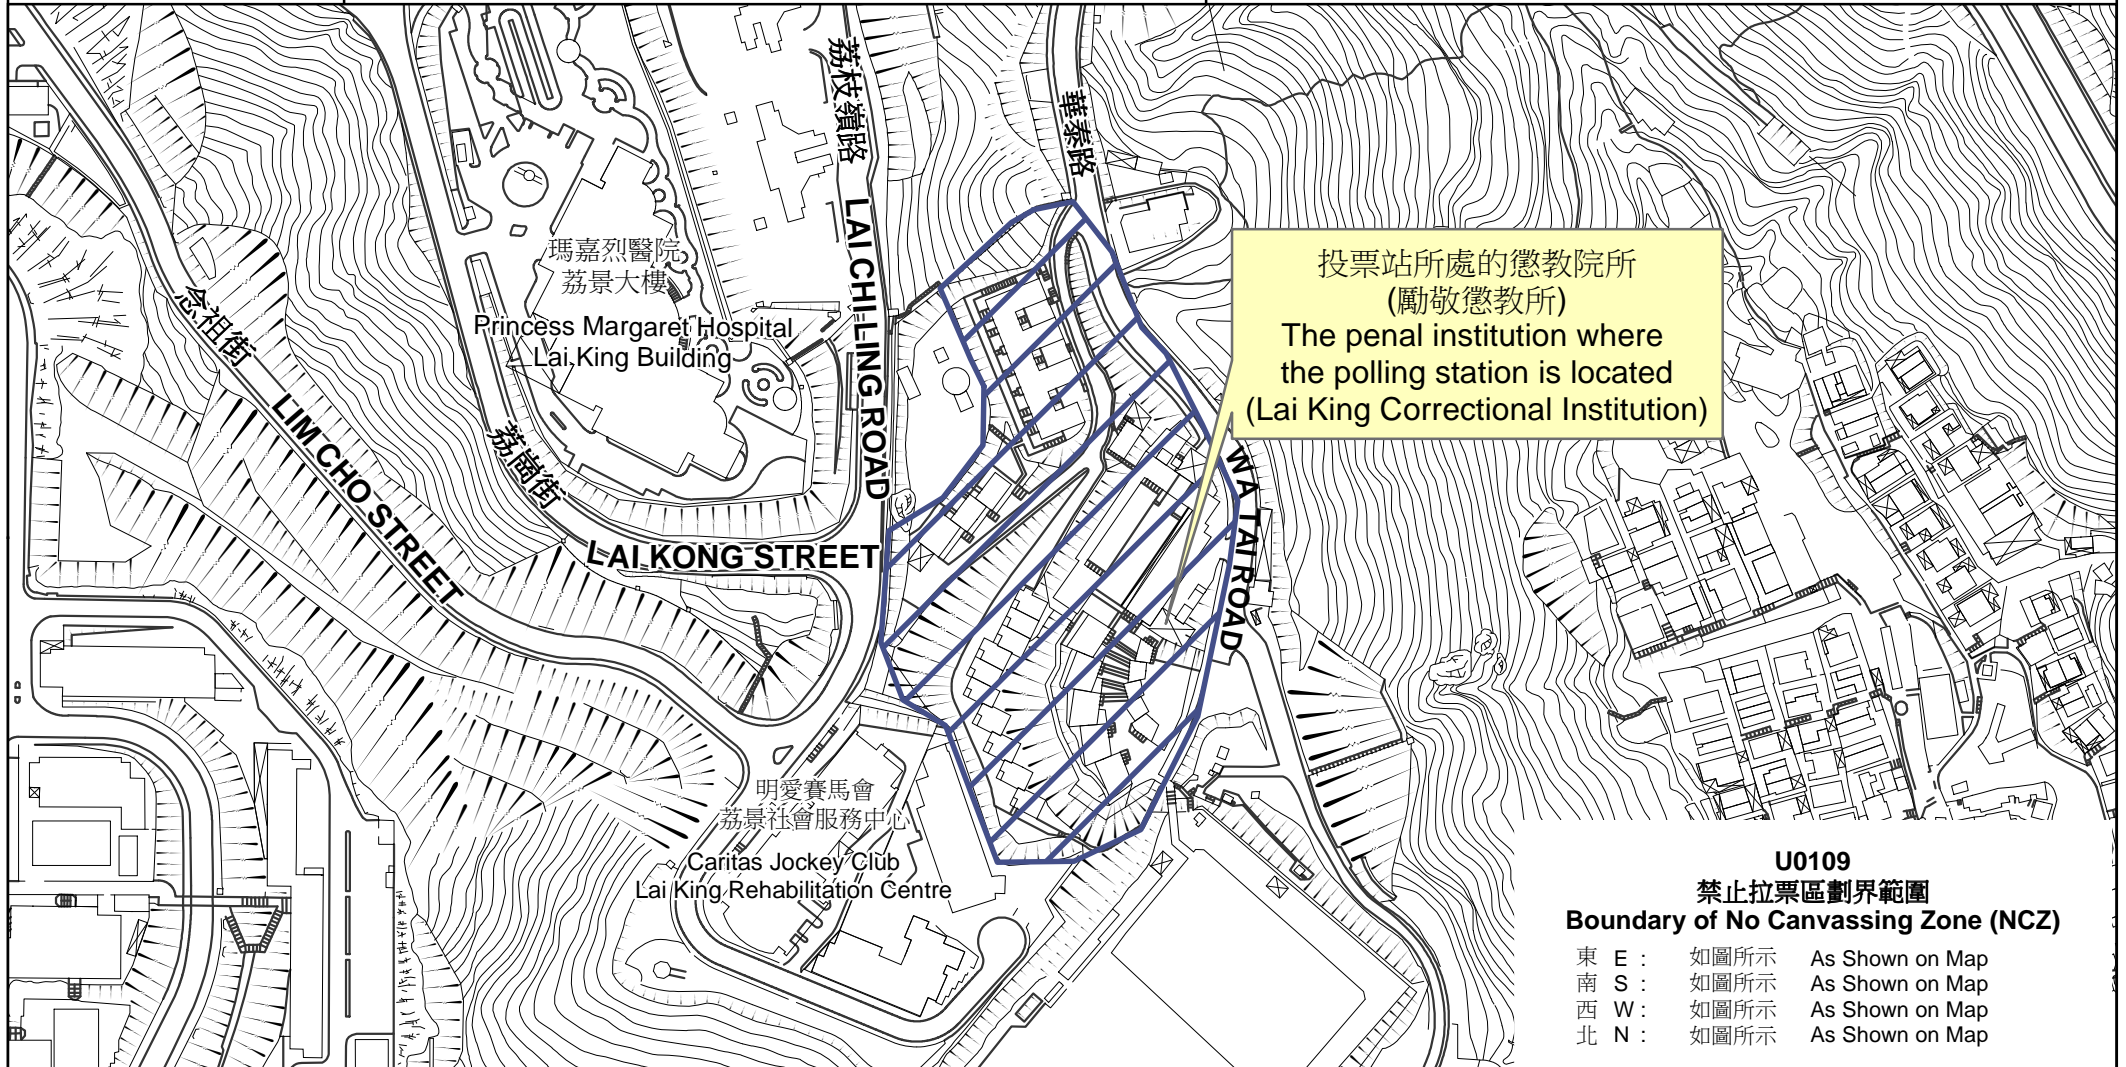 荔枝嶺路
LAI CHI LING ROAD
華泰路
WA TAI ROAD
念祖街
LIM CHO STREET
荔崗街
LAI KONG STREET
瑪嘉烈醫院
荔景大樓
Princess Margaret Hospital
Lai King Building
投票站所處的懲教院所
(勵敬懲教所)
The penal institution where
the polling station is located
(Lai King Correctional Institution)
明愛賽馬會
荔景社會服務中心
Caritas Jockey Club
Lai King Rehabilitation Centre
U0109
禁止拉票區劃界範圍
Boundary of No Canvassing Zone (NCZ)
東 E : 如圖所示 As Shown on Map
南 S : 如圖所示 As Shown on Map
西 W : 如圖所示 As Shown on Map
北 N : 如圖所示 As Shown on Map